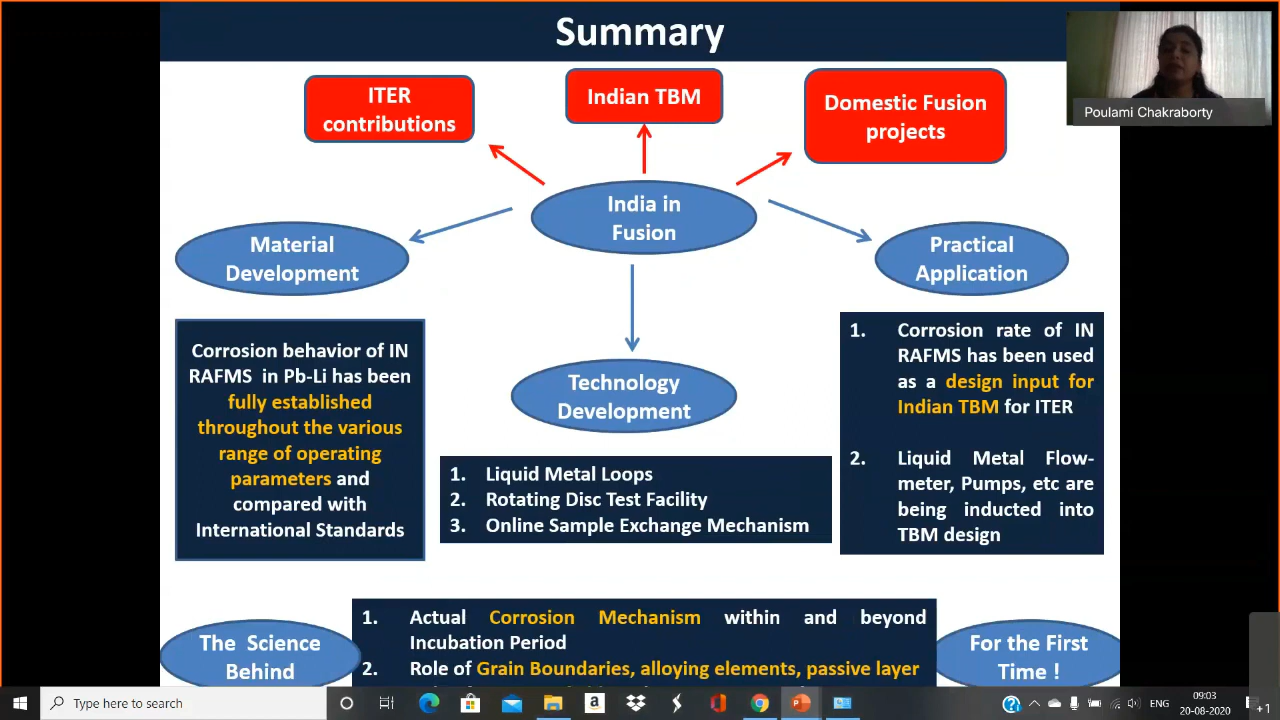 Summary
Poulami Chakraborty
ITER
contributions
Indian TBM
Domestic Fusion
projects
India in
Fusion
Material
Development
Practical
Application
Corrosion behavior of IN
RAFMS in Pb-Li has been
fully established
throughout the various
range of operating
parameters and
compared with
International Standards
Technology
Development
1. Liquid Metal Loops
2. Rotating Disc Test Facility
3. Online Sample Exchange Mechanism
1. Corrosion rate of IN
RAFMS has been used
as a design input for
Indian TBM for ITER
2. Liquid Metal Flow-
meter, Pumps, etc are
being inducted into
TBM design
The Science
Behind
1. Actual Corrosion Mechanism within and beyond
Incubation Period
2. Role of Grain Boundaries, alloying elements, passive layer
For the First
Time !
Type here to search
a
ENG
09:03
20-08-2020
+1